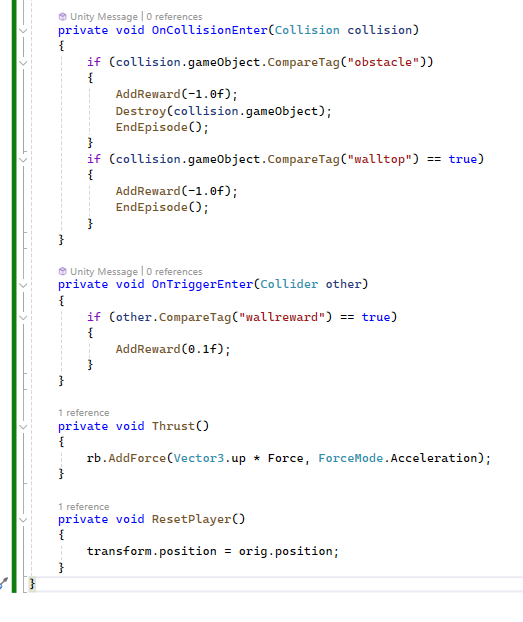 Unity Message | 0 references
private void OnCollisionEnter(Collision collision)
{
if (collision.gameObject.CompareTag("obstacle"))
{
AddReward(-1.0f);
Destroy(collision.gameObject);
EndEpisode();
}
if (collision.gameObject.CompareTag("walltop") == true)
{
AddReward(-1.0f);
EndEpisode();
}
}
Unity Message | 0 references
private void OnTriggerEnter(Collider other)
{
if (other.CompareTag("wallreward") == true)
{
AddReward(0.1f);
}
}
1 reference
private void Thrust()
{
rb.AddForce(Vector3.up * Force, ForceMode.Acceleration);
}
1 reference
private void ResetPlayer()
{
transform.position = orig.position;
}
}